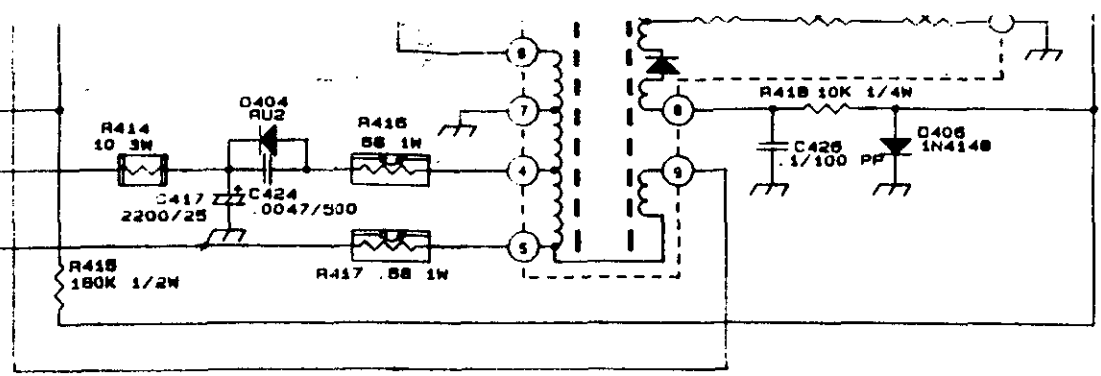 6
7
8
R418 10K 1/4W
D404
RU2
R414
10 3W
R416
.68 1W
C426
.1/100 PP
D406
1N4148
4
9
C417
2200/25
+
C424
.0047/500
5
R417 .68 1W
R415
180K 1/2W